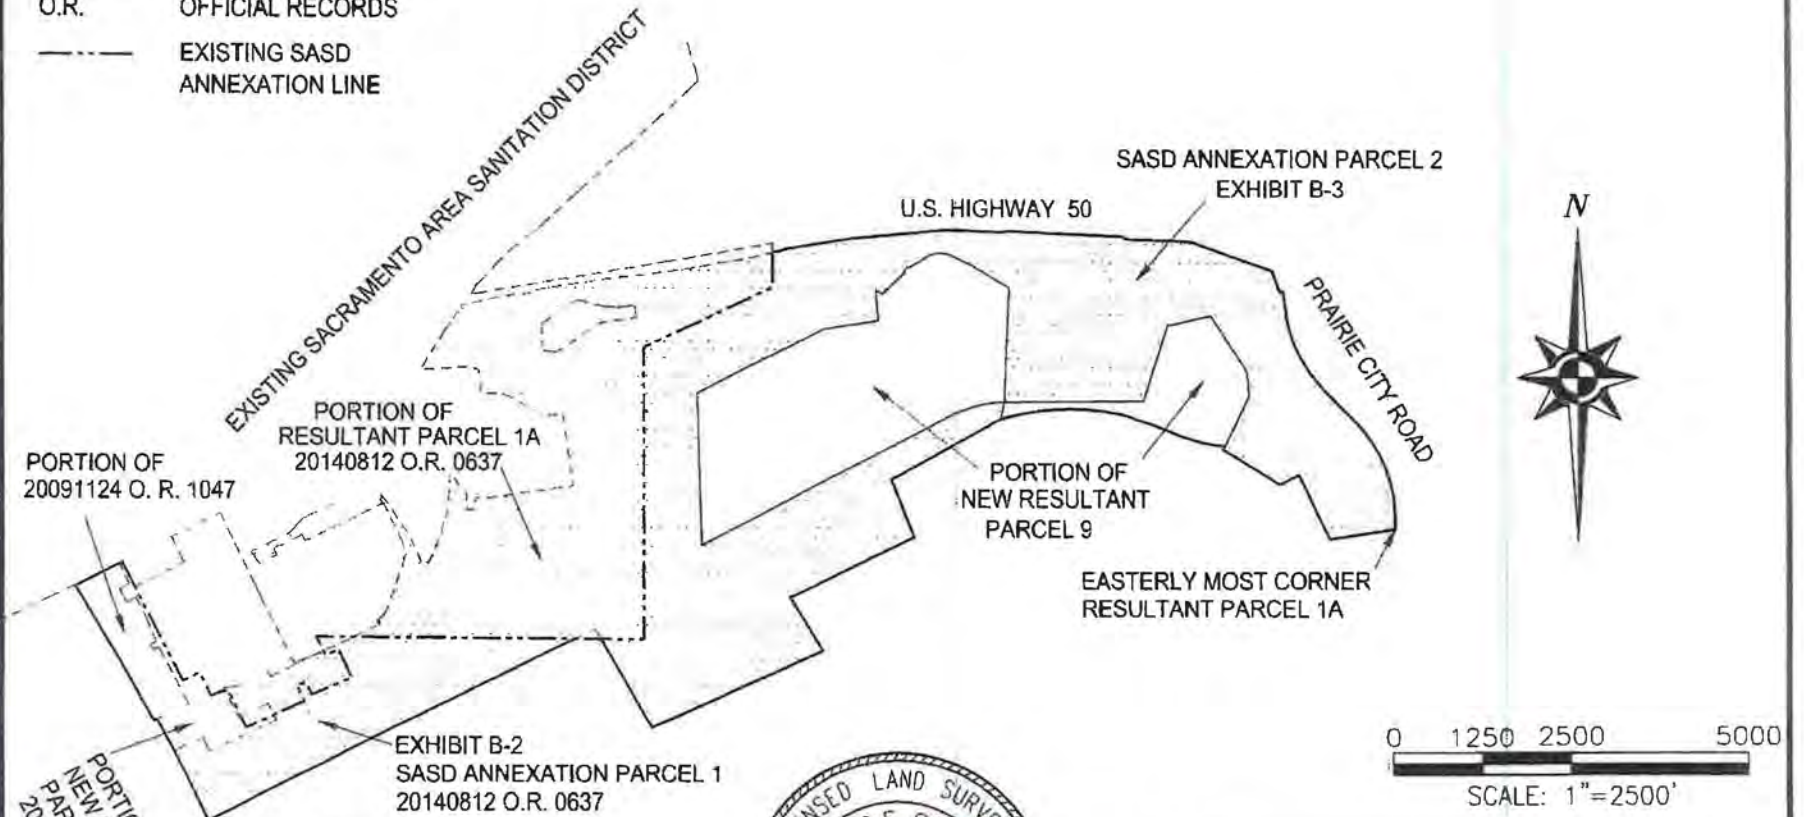 O.R. OFFICIAL RECORDS
EXISTING SASD
ANNEXATION LINE
EXISTING SACRAMENTO AREA SANITATION DISTRICT
SASD ANNEXATION PARCEL 2
EXHIBIT B-3
U.S. HIGHWAY 50
N
PRAIRIE CITY ROAD
PORTION OF
RESULTANT PARCEL 1A
20140812 O.R. 0637
PORTION OF
20091124 O. R. 1047
PORTION OF
NEW RESULTANT
PARCEL 9
EASTERLY MOST CORNER
RESULTANT PARCEL 1A
EXHIBIT B-2
SASD ANNEXATION PARCEL 1
20140812 O.R. 0637
NEW
0 1250 2500 5000
SCALE: 1"=2500'
LAND